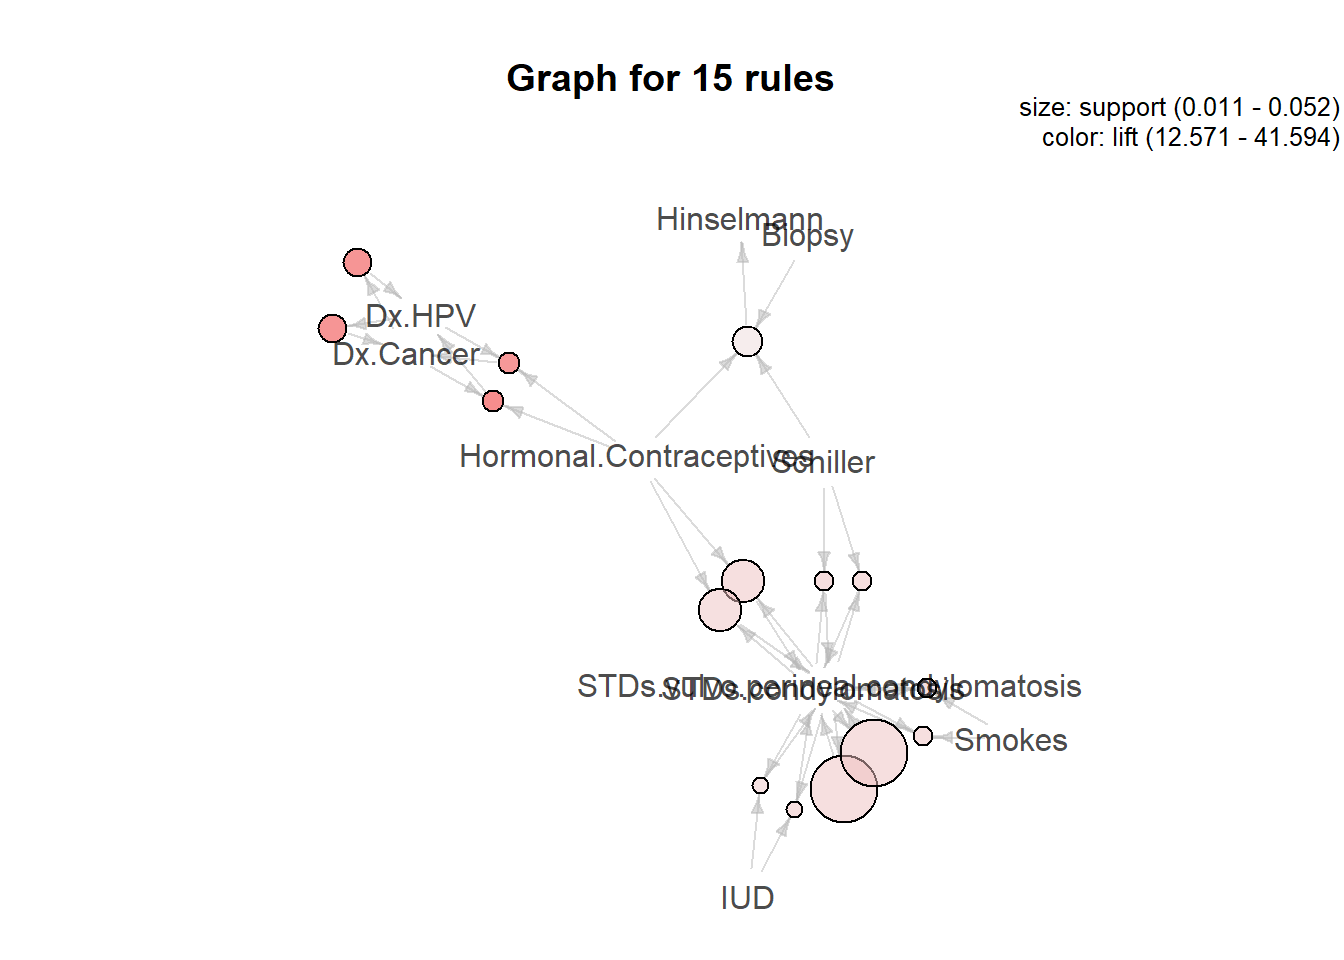 Graph for 15 rules
size: support (0.011 - 0.052)
color: lift (12.571 - 41.594)
Hinselmann
Biopsy
Dx.HPV
Dx.Cancer
Hormonal.Contraceptives
Schiller
STDs.vulvo.perineal.condylomatosis
STDs.condylomatosis
Smokes
IUD